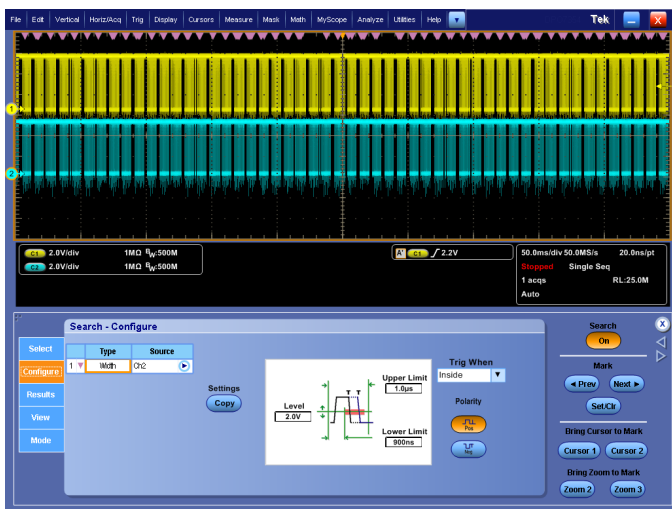 File Edit Vertical Horiz/Acq Trig Display Cursors Measure Mask Math MyScope Analyze Utilities Help Tek X
1
2
C1 2.0V/div 1MΩ BW:500M
C2 2.0V/div 1MΩ BW:500M
A' C1 2.2V
50.0ms/div 50.0MS/s 20.0ns/pt
Stopped Single Seq
1 acqs RL:25.0M
Auto
Search - Configure
Select
Configure
Results
View
Mode
Type Source
1 Width Ch2
Settings
Copy
Level
2.0V
T T
Upper Limit
1.0µs
Lower Limit
900ns
Trig When
Inside
Polarity
Pos
Neg
Search
On
X
Mark
Prev Next
Set/Clr
Bring Cursor to Mark
Cursor 1 Cursor 2
Bring Zoom to Mark
Zoom 2 Zoom 3